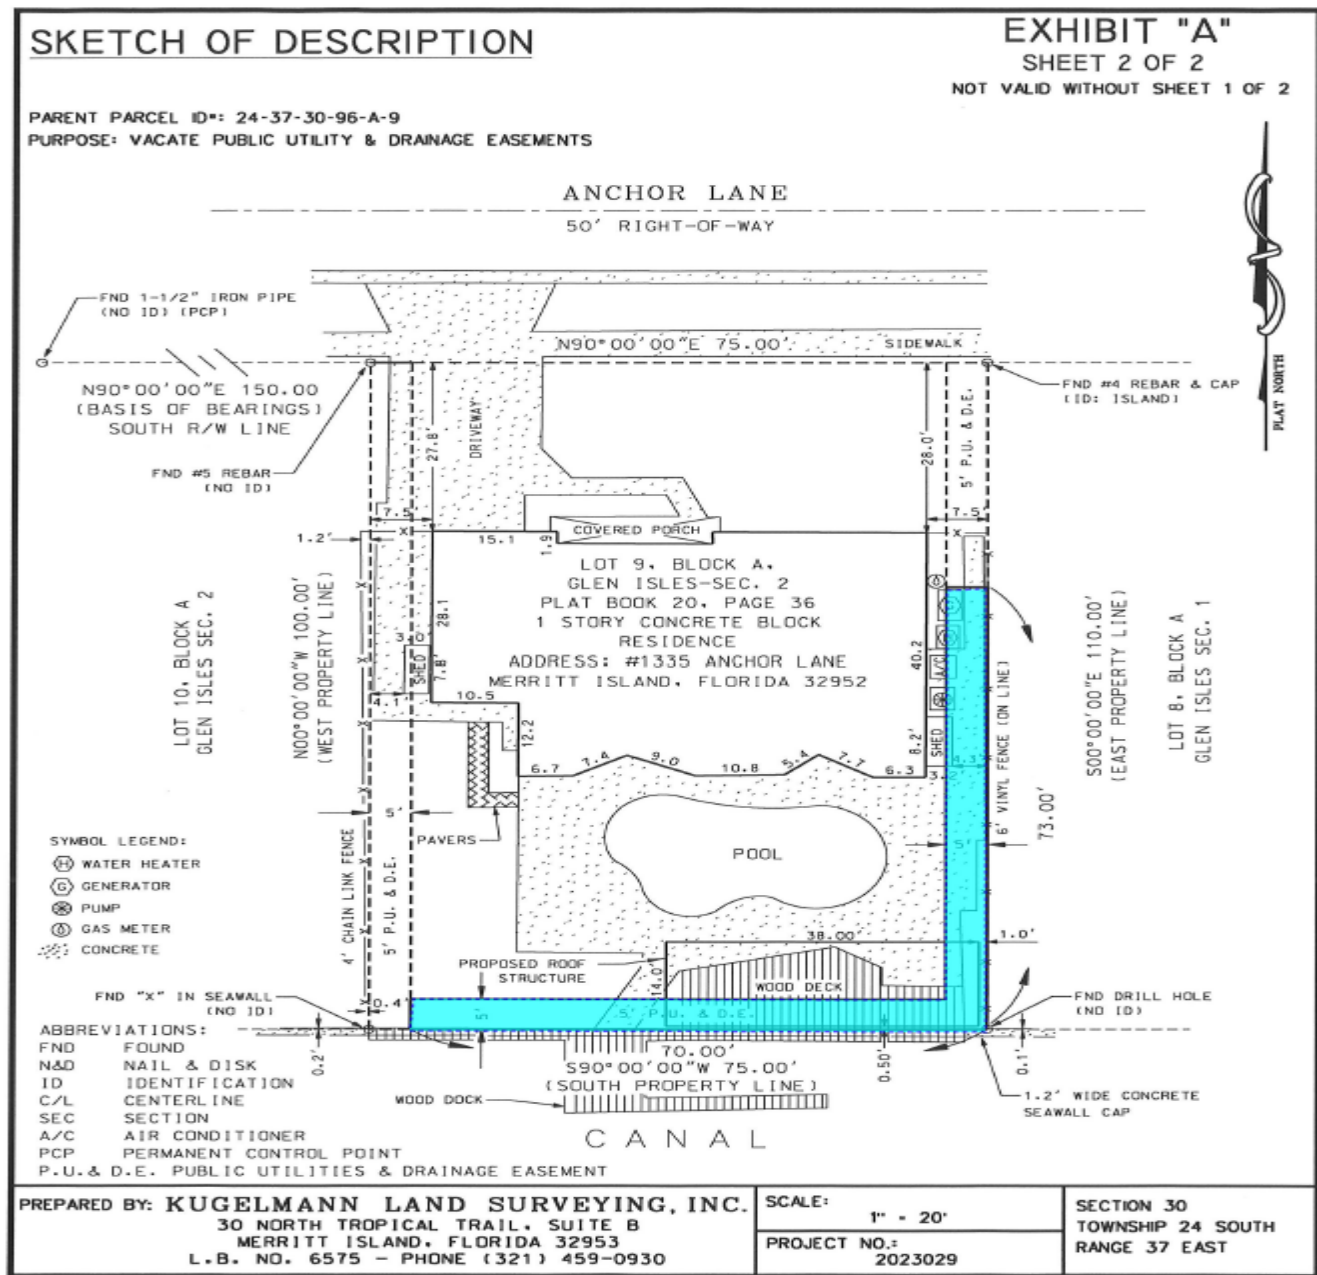 SKETCH OF DESCRIPTION
EXHIBIT "A"
SHEET 2 OF 2
NOT VALID WITHOUT SHEET 1 OF 2
PARENT PARCEL ID#: 24-37-30-96-A-9
PURPOSE: VACATE PUBLIC UTILITY & DRAINAGE EASEMENTS
ANCHOR LANE
50' RIGHT-OF-WAY
PLAT NORTH
FND 1-1/2" IRON PIPE
(NO ID) (PCP)
N90°00'00"E 75.00'
SIDEWALK
N90°00'00"E 150.00
(BASIS OF BEARINGS)
SOUTH R/W LINE
FND #4 REBAR & CAP
(ID: ISLAND)
FND #5 REBAR
(NO ID)
27.8'
DRIVEWAY
28.0'
5' P.U. & D.E.
7.5'
7.5'
1.2'
15.1
1.9
COVERED PORCH
LOT 9, BLOCK A,
GLEN ISLES-SEC. 2
PLAT BOOK 20, PAGE 36
1 STORY CONCRETE BLOCK
RESIDENCE
ADDRESS: #1335 ANCHOR LANE
MERRITT ISLAND, FLORIDA 32952
LOT 10, BLOCK A
GLEN ISLES SEC. 2
N00°00'00"W 100.00'
(WEST PROPERTY LINE)
28.1
3.0'
SHED
7.8'
4.1
10.5
12.2
40.2
A/C
8.2'
SHED
3.2
4.3
6' VINYL FENCE (ON LINE)
73.00'
S00°00'00"E 110.00'
(EAST PROPERTY LINE)
LOT 8, BLOCK A
GLEN ISLES SEC. 1
6.7
7.4
9.0
10.8
5.4
7.7
6.3
5'
PAVERS
POOL
5'
SYMBOL LEGEND:
H WATER HEATER
G GENERATOR
PUMP
GAS METER
CONCRETE
4' CHAIN LINK FENCE
5' P.U. & D.E.
38.00'
1.0'
PROPOSED ROOF
STRUCTURE
14.0'
WOOD DECK
FND "X" IN SEAWALL
(NO ID)
0.4'
5'
5' P.U. & D.E.
FND DRILL HOLE
(NO ID)
0.2'
70.00'
0.50'
0.1'
S90°00'00"W 75.00'
(SOUTH PROPERTY LINE)
WOOD DOCK
1.2' WIDE CONCRETE
SEAWALL CAP
CANAL
ABBREVIATIONS:
FND FOUND
N&D NAIL & DISK
ID IDENTIFICATION
C/L CENTERLINE
SEC SECTION
A/C AIR CONDITIONER
PCP PERMANENT CONTROL POINT
P.U.& D.E. PUBLIC UTILITIES & DRAINAGE EASEMENT
PREPARED BY: KUGELMANN LAND SURVEYING, INC.
30 NORTH TROPICAL TRAIL, SUITE B
MERRITT ISLAND, FLORIDA 32953
L.B. NO. 6575 - PHONE (321) 459-0930
SCALE:
1" - 20'
PROJECT NO.:
2023029
SECTION 30
TOWNSHIP 24 SOUTH
RANGE 37 EAST